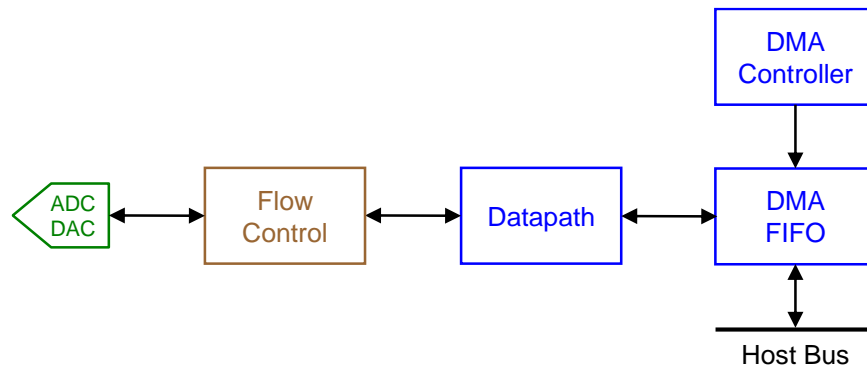 DMA
Controller
ADC
DAC
Flow
Control
Datapath
DMA
FIFO
Host Bus